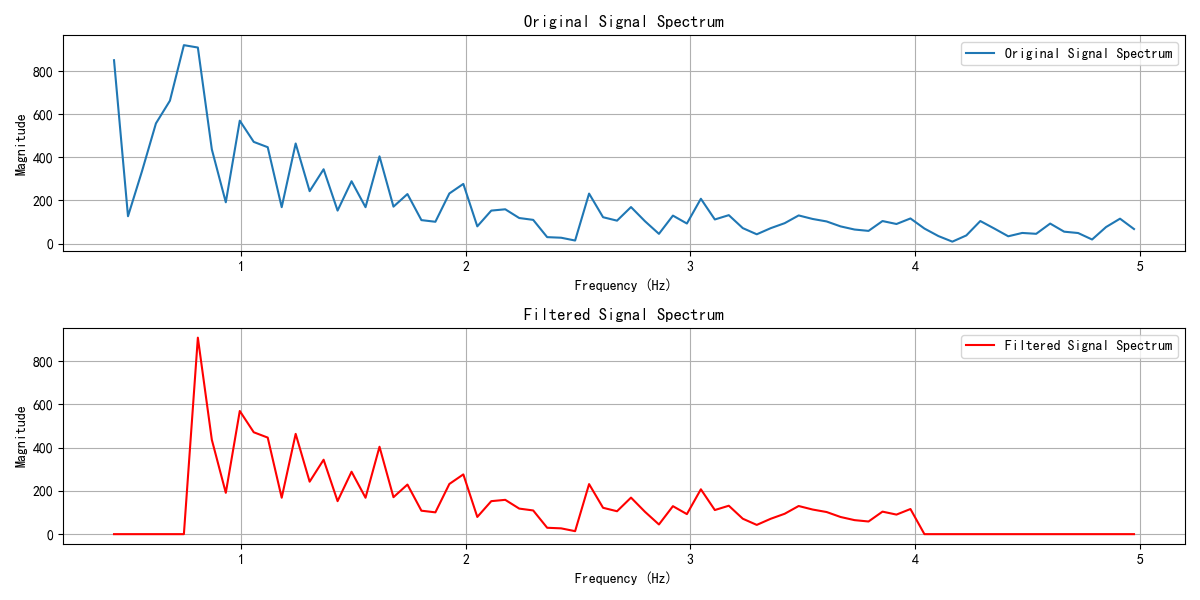 Original Signal Spectrum
Original Signal Spectrum
Magnitude
800
600
400
200
0
1 2 3 4 5
Frequency (Hz)
Filtered Signal Spectrum
Filtered Signal Spectrum
Magnitude
800
600
400
200
0
1 2 3 4 5
Frequency (Hz)